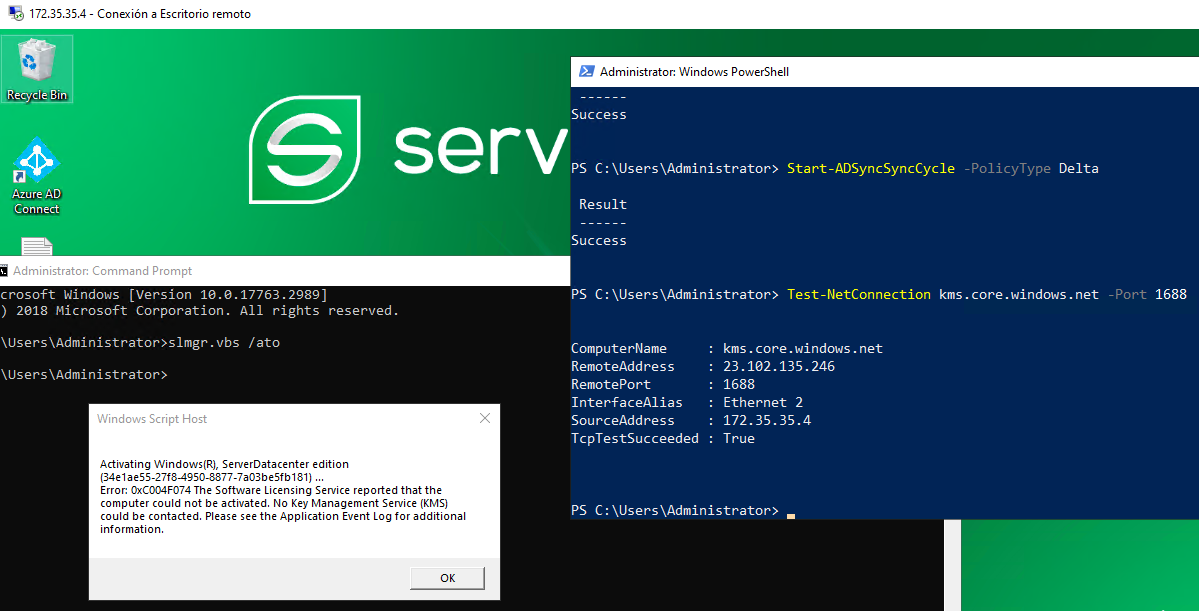 172.35.35.4 - Conexión a Escritorio remoto
Recycle Bin
Azure AD
Connect
serv
Administrator: Command Prompt
crosoft Windows [Version 10.0.17763.2989]
) 2018 Microsoft Corporation. All rights reserved.
\Users\Administrator>slmgr.vbs /ato
\Users\Administrator>
Windows Script Host
Activating Windows(R), ServerDatacenter edition
(34e1ae55-27f8-4950-8877-7a03be5fb181) ...
Error: 0xC004F074 The Software Licensing Service reported that the
computer could not be activated. No Key Management Service (KMS)
could be contacted. Please see the Application Event Log for additional
information.
OK
Administrator: Windows PowerShell
------
Success
PS C:\Users\Administrator> Start-ADSyncSyncCycle -PolicyType Delta
Result
------
Success
PS C:\Users\Administrator> Test-NetConnection kms.core.windows.net -Port 1688
ComputerName : kms.core.windows.net
RemoteAddress : 23.102.135.246
RemotePort : 1688
InterfaceAlias : Ethernet 2
SourceAddress : 172.35.35.4
TcpTestSucceeded : True
PS C:\Users\Administrator>